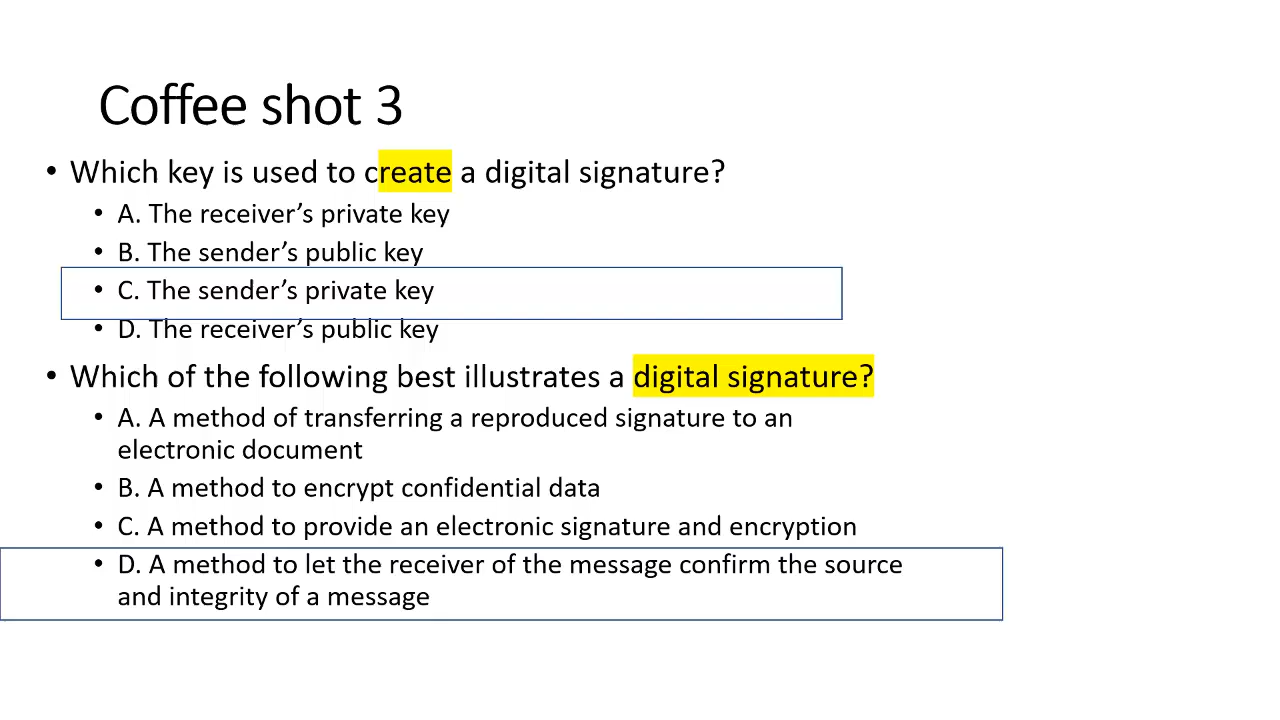 Coffee shot 3
• Which key is used to create a digital signature?
• A. The receiver’s private key
• B. The sender’s public key
• C. The sender’s private key
• D. The receiver’s public key
• Which of the following best illustrates a digital signature?
• A. A method of transferring a reproduced signature to an
electronic document
• B. A method to encrypt confidential data
• C. A method to provide an electronic signature and encryption
• D. A method to let the receiver of the message confirm the source
and integrity of a message